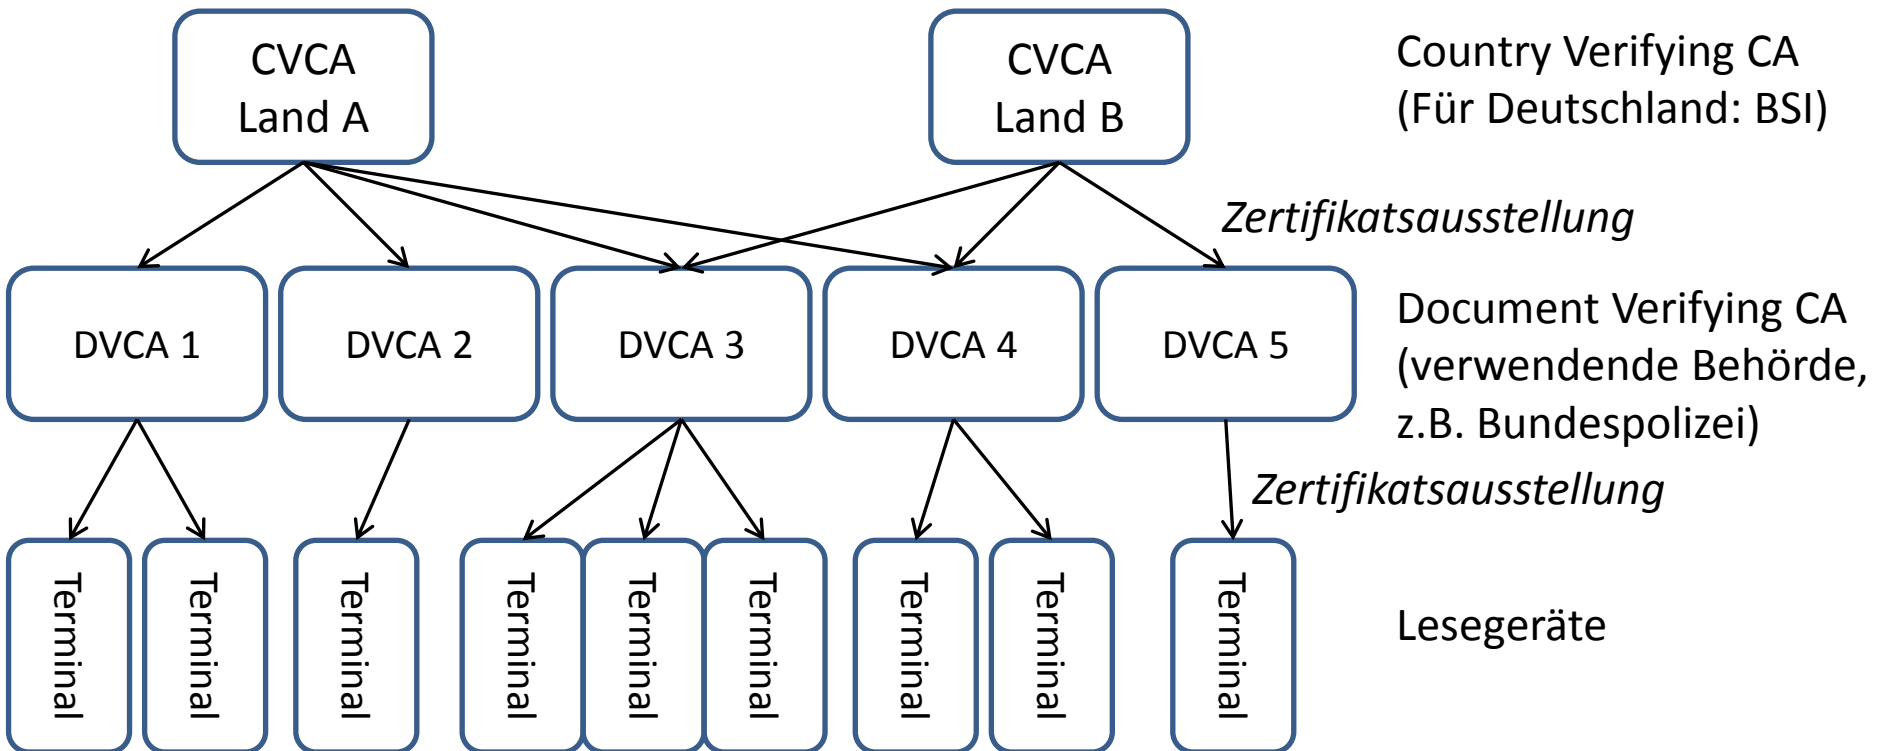 CVCA
Land A
CVCA
Land B
Country Verifying CA
(Für Deutschland: BSI)
Zertifikatsausstellung
DVCA 1
DVCA 2
DVCA 3
DVCA 4
DVCA 5
Document Verifying CA
(verwendende Behörde,
z.B. Bundespolizei)
Zertifikatsausstellung
Terminal
Terminal
Terminal
Terminal
Terminal
Terminal
Terminal
Terminal
Terminal
Lesegeräte